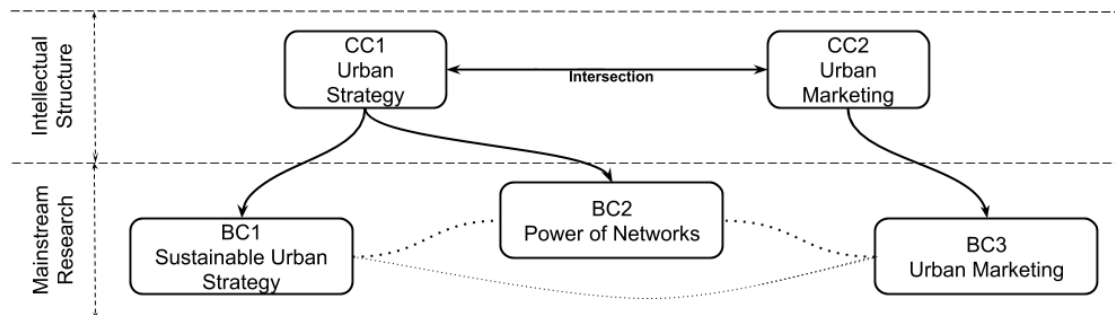 Intellectual
Structure
CC1
Urban
Strategy
Intersection
CC2
Urban
Marketing
Mainstream
Research
BC1
Sustainable Urban
Strategy
BC2
Power of Networks
BC3
Urban Marketing